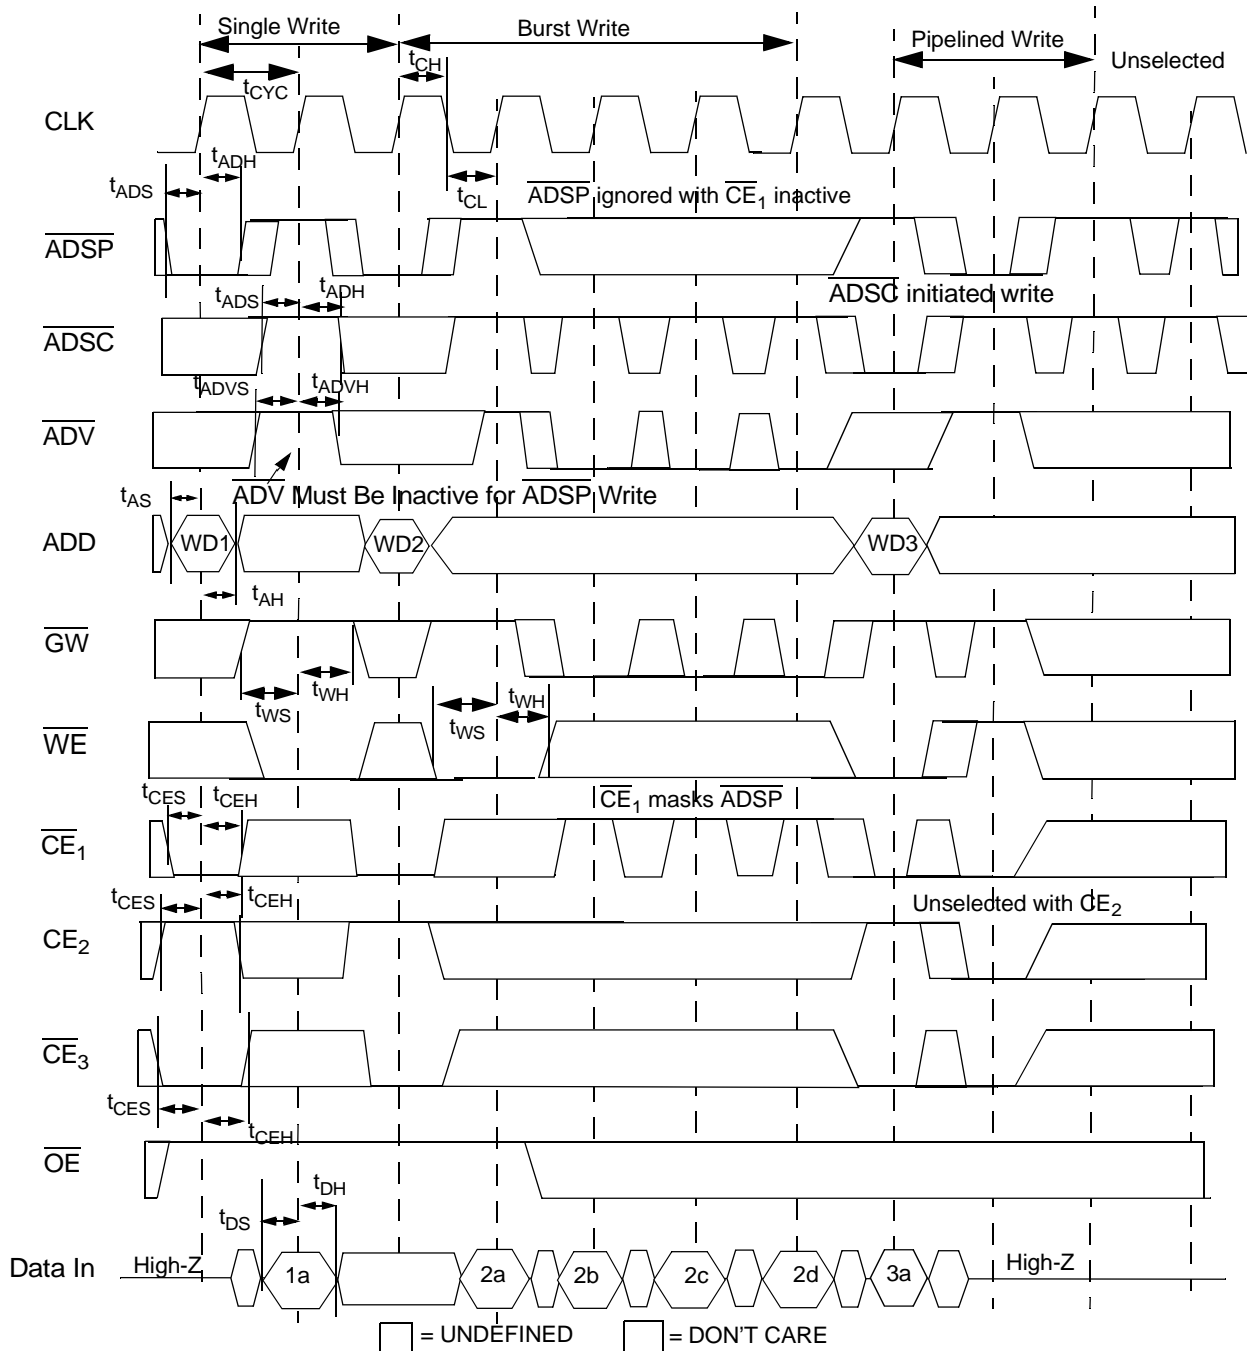 Single Write
Burst Write
Pipelined Write
Unselected
tCH
tCYC
CLK
tADH
tADS
tCL
ADSP ignored with CE1 inactive
ADSP
tADS
tADH
ADSC initiated write
ADSC
tADVS
tADVH
ADV
ADV Must Be Inactive for ADSP Write
tAS
ADD
WD1
WD2
WD3
tAH
GW
tWS
tWH
tWS
tWH
WE
tCES
tCEH
CE1 masks ADSP
CE1
tCES
tCEH
Unselected with CE2
CE2
CE3
tCES
tCEH
OE
tDH
tDS
Data In
High-Z
1a
2a
2b
2c
2d
3a
High-Z
= UNDEFINED
= DON'T CARE